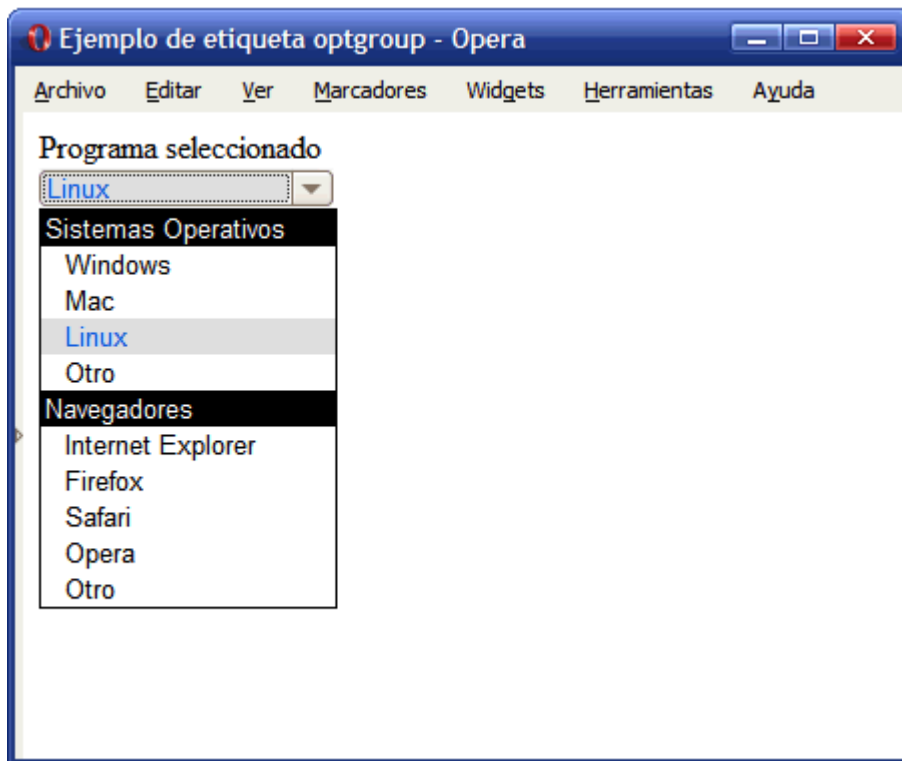 Ejemplo de etiqueta optgroup - Opera
Archivo Editar Ver Marcadores Widgets Herramientas Ayuda
Programa seleccionado
Linux
Sistemas Operativos
Windows
Mac
Linux
Otro
Navegadores
Internet Explorer
Firefox
Safari
Opera
Otro